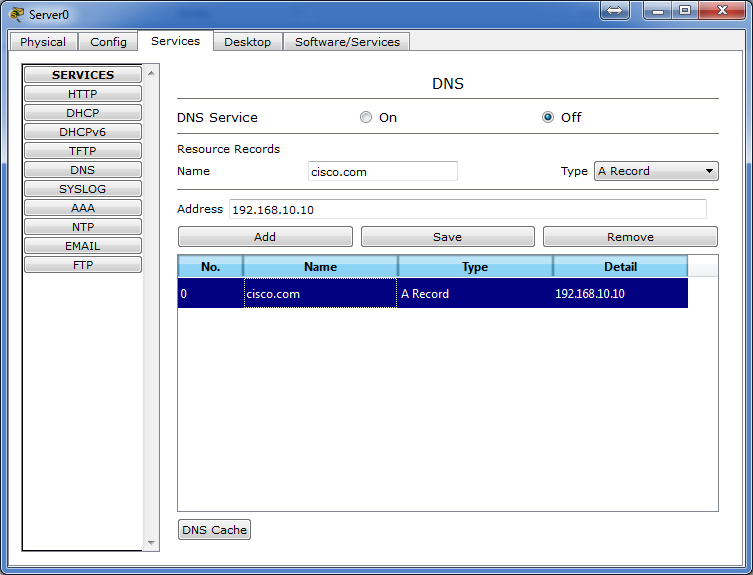 Server0
Physical Config Services Desktop Software/Services
SERVICES
HTTP
DHCP
DHCPv6
TFTP
DNS
SYSLOG
AAA
NTP
EMAIL
FTP
DNS
DNS Service On Off
Resource Records
Name cisco.com Type A Record
Address 192.168.10.10
Add Save Remove
No. Name Type Detail
0 cisco.com A Record 192.168.10.10
DNS Cache